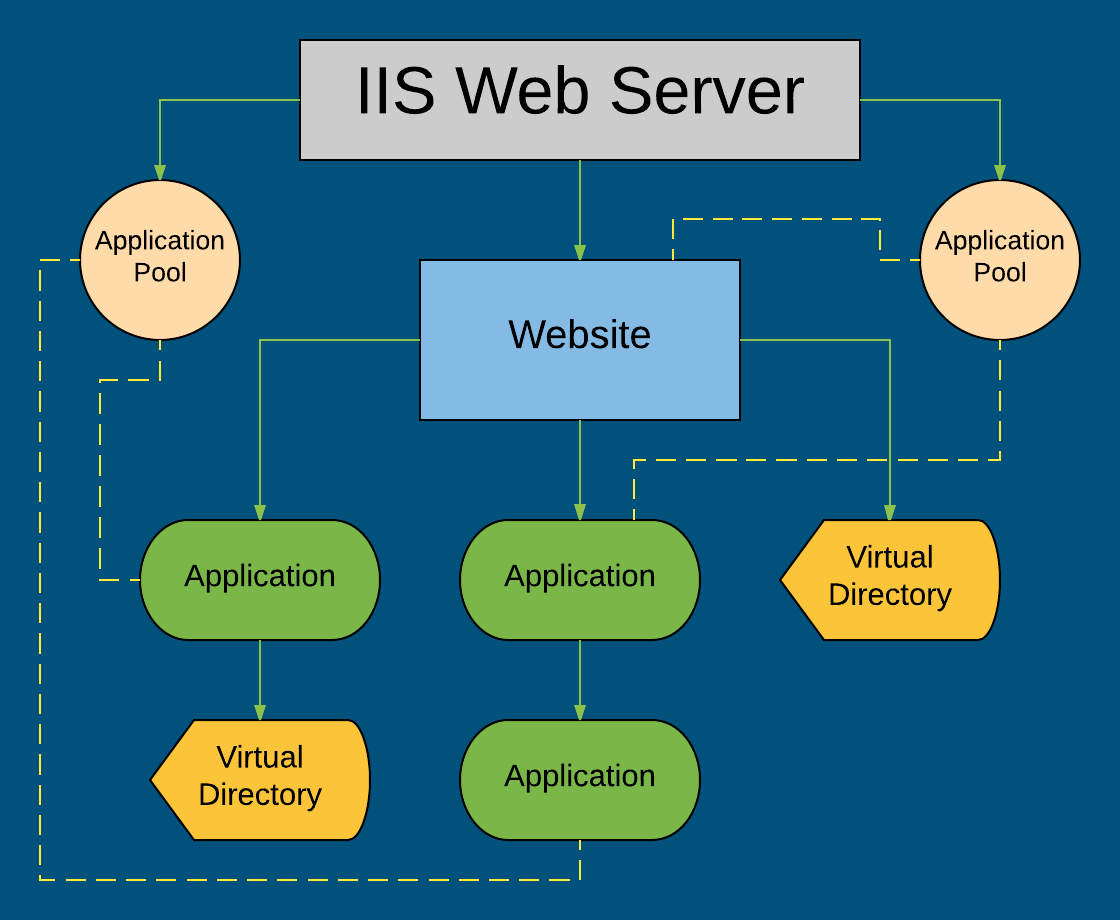 IIS Web Server
Application
Pool
Application
Pool
Website
Application
Application
Virtual
Directory
Virtual
Directory
Application